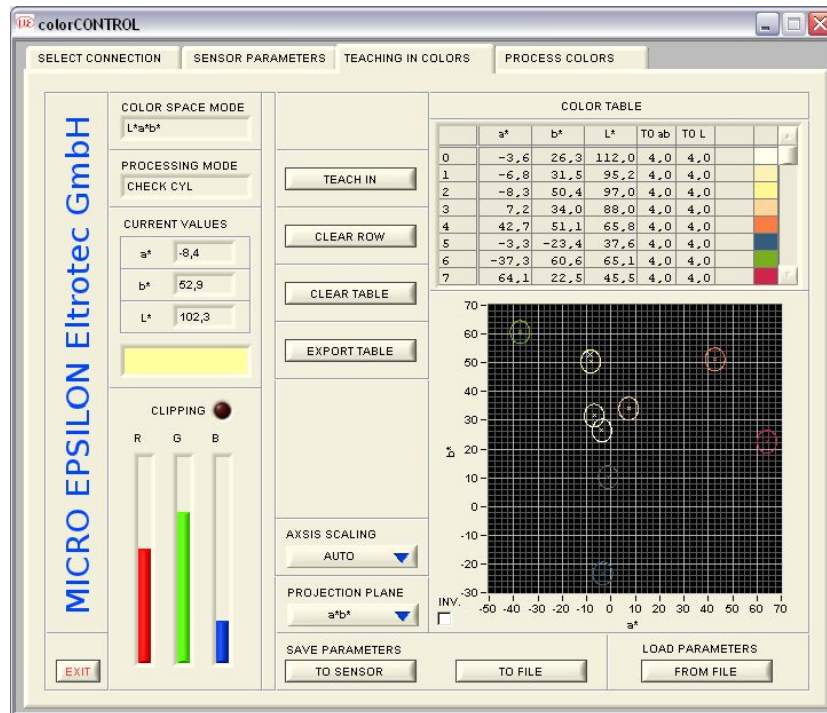 colorCONTROL
SELECT CONNECTION
SENSOR PARAMETERS
TEACHING IN COLORS
PROCESS COLORS
MICRO EPSILON Eltrotec GmbH
EXIT
COLOR SPACE MODE
L*a*b*
PROCESSING MODE
CHECK CYL
CURRENT VALUES
a* -8,4
b* 52,9
L* 102,3
CLIPPING
R G B
TEACH IN
CLEAR ROW
CLEAR TABLE
EXPORT TABLE
AXSIS SCALING
AUTO
PROJECTION PLANE
a*b*
COLOR TABLE
a* b* L* TO ab TO L
0 -3,6 26,3 112,0 4,0 4,0
1 -6,8 31,5 95,2 4,0 4,0
2 -8,3 50,4 97,0 4,0 4,0
3 7,2 34,0 88,0 4,0 4,0
4 42,7 51,1 65,8 4,0 4,0
5 -3,3 -23,4 37,6 4,0 4,0
6 -37,3 60,6 65,1 4,0 4,0
7 64,1 22,5 45,5 4,0 4,0
70
60
50
40
30
20
10
0
-10
-20
-30
b*
-50 -40 -30 -20 -10 0 10 20 30 40 50 60 70
a*
INV.
SAVE PARAMETERS
TO SENSOR
TO FILE
LOAD PARAMETERS
FROM FILE